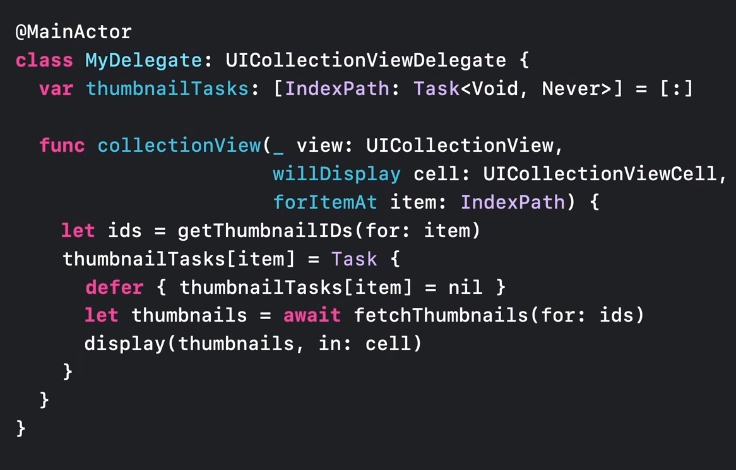 @MainActor
class MyDelegate: UICollectionViewDelegate {
  var thumbnailTasks: [IndexPath: Task<Void, Never>] = [:]

  func collectionView(_ view: UICollectionView,
                      willDisplay cell: UICollectionViewCell,
                      forItemAt item: IndexPath) {
    let ids = getThumbnailIDs(for: item)
    thumbnailTasks[item] = Task {
      defer { thumbnailTasks[item] = nil }
      let thumbnails = await fetchThumbnails(for: ids)
      display(thumbnails, in: cell)
    }
  }
}